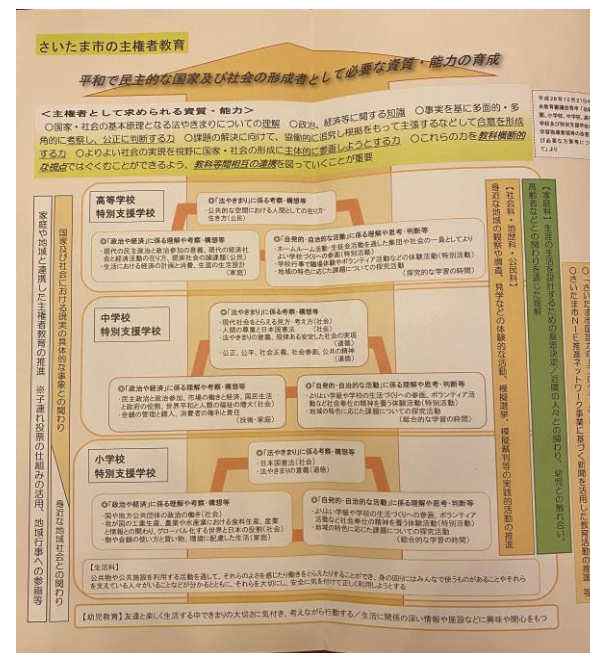 さいたま市の主権者教育
平和で民主的な国家及び社会の形成者として必要な資質・能力の育成
＜主権者として求められる資質・能力＞
○国家・社会の基本原理となる法やきまりについての理解　○政治、経済等に関する知識　○事実を基に多面的・多
角的に考察し、公正に判断する力　○課題の解決に向けて、協働的に追究し根拠をもって主張するなどして合意を形成
する力　○よりよい社会の実現を視野に国家・社会の形成に主体的に参画しようとする力　○これらの力を教科横断的
な視点ではぐくむことができるよう、教科等間相互の連携を図っていくことが重要
平成28年12月21日
高等学校
特別支援学校
◎「法やきまり」に係る考察・構想等
・公共的な空間における人間としての在り方
生き方(公民)
◎「政治や経済」に係る理解や考察・構想等
・現代の民主政治と政治参加の意義、現代の経済社
会と経済活動の在り方、現実社会の諸課題(公民)
・生活における経済の計画と消費、生涯の生活設計
(家庭)
◎「自発的・自治的な活動」に係る理解や思考・判断等
・ホームルーム活動・生徒会活動を通した集団や社会の一員としてより
よい学校づくりへの参画(特別活動)
・学校行事で職場体験やボランティア活動などの体験活動(特別活動)
・地域の特色に応じた課題についての探究活動
(探究的な学習の時間)
中学校
特別支援学校
◎「法やきまり」に係る考察・構想等
・現代社会をとらえる見方・考え方(社会)
・人間の尊重と日本国憲法　(社会)
・法やきまりの意義、規律ある安定した社会の実現
(道徳)
・公正、公平、社会正義、社会参画、公共の精神
(道徳)
◎「政治や経済」に係る理解や考察・構想等
・民主政治と政治参加、市場の働きと経済、国民生活
と政府の役割、世界平和と人類の福祉の増大(社会)
・金融の管理と購入、消費者の権利と責任
(技術・家庭)
◎「自発的・自治的な活動」に係る理解や思考・判断等
・よりよい学級や学校の生活づくりへの参画、ボランティア活
動など社会奉仕の精神を養う体験活動(特別活動)
・地域の特色に応じた課題についての探究活動
(総合的な学習の時間)
小学校
特別支援学校
◎「法やきまり」に係る考察・構想等
・日本国憲法(社会)
・法やきまりの意義(道徳)
◎「政治や経済」に係る理解や考察・構想等
・国や地方公共団体の政治の働き(社会)
・我が国の工業生産、農業や水産業における食料生産、産業
と情報との関わり、グローバル化する世界と日本の役割(社会)
・物や金銭の使い方と買い物、環境に配慮した生活(家庭)
◎「自発的・自治的な活動」に係る理解や思考・判断等
・よりよい学級や学校の生活づくりへの参画、ボランティア
活動など社会奉仕の精神を養う体験活動(特別活動)
・地域の特色に応じた課題についての探究活動
(総合的な学習の時間)
［生活科］
公共物や公共施設を利用する活動を通して、それらのよさを感じたり働きをとらえたりすることができ、身の回りにはみんなで使うものがあることやそれら
を支えている人々がいることなどが分かるとともに、それらを大切にし、安全に気を付けて正しく利用しようとする
【幼児教育】友達と楽しく生活する中できまりの大切さに気付き、考えながら行動する／生活に関係の深い情報や施設などに興味や関心をもつ
家庭や地域と連携した主権者教育の推進　※子連れ投票の仕組みの活用、地域行事への参画等
国家及び社会における現実の具体的な事象との関わり
身近な地域社会との関わり
【社会科・地歴科・公民科】
身近な地域の観察や調査、見学などの体験的な活動、模擬選挙、模擬裁判等の実践的活動の推進
【家庭科】生涯の生活を設計するための意思決定／近隣の人々との関わり、幼児との触れ合い、
高齢者などとの関わりを通じた理解
○さいたま市NIE推進ネットワーク事業に基づく新聞を活用した教育活動の推進　等